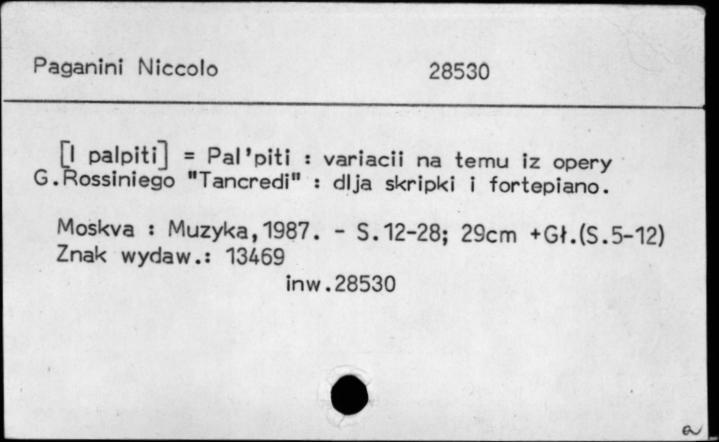 Paganini Niccolo 28530
[I palpiti] = Pal'piti : variacii na temu iz opery
G.Rossiniego "Tancredi" : dlja skripki i fortepiano.
Moskva : Muzyka,1987. - S.12-28; 29cm +Gł.(S.5-12)
Znak wydaw.: 13469
inw.28530